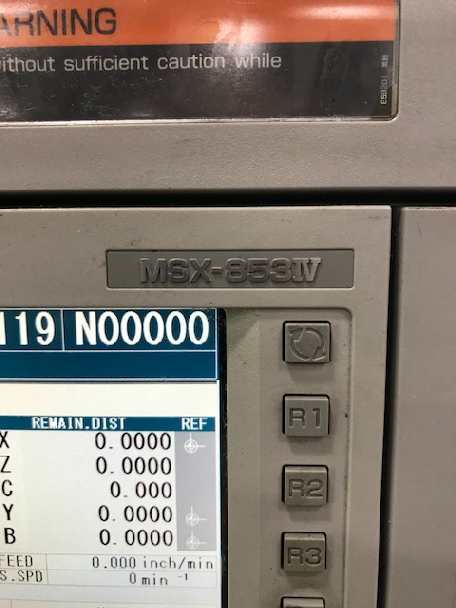 ARNING
ithout sufficient caution while
MSX-853IV
119 N00000
REMAIN.DIST REF
X 0.0000
Z 0.0000
C 0.000
Y 0.0000
B 0.0000
FEED 0.000 inch/min
S.SPD 0 min -1
R1
R2
R3